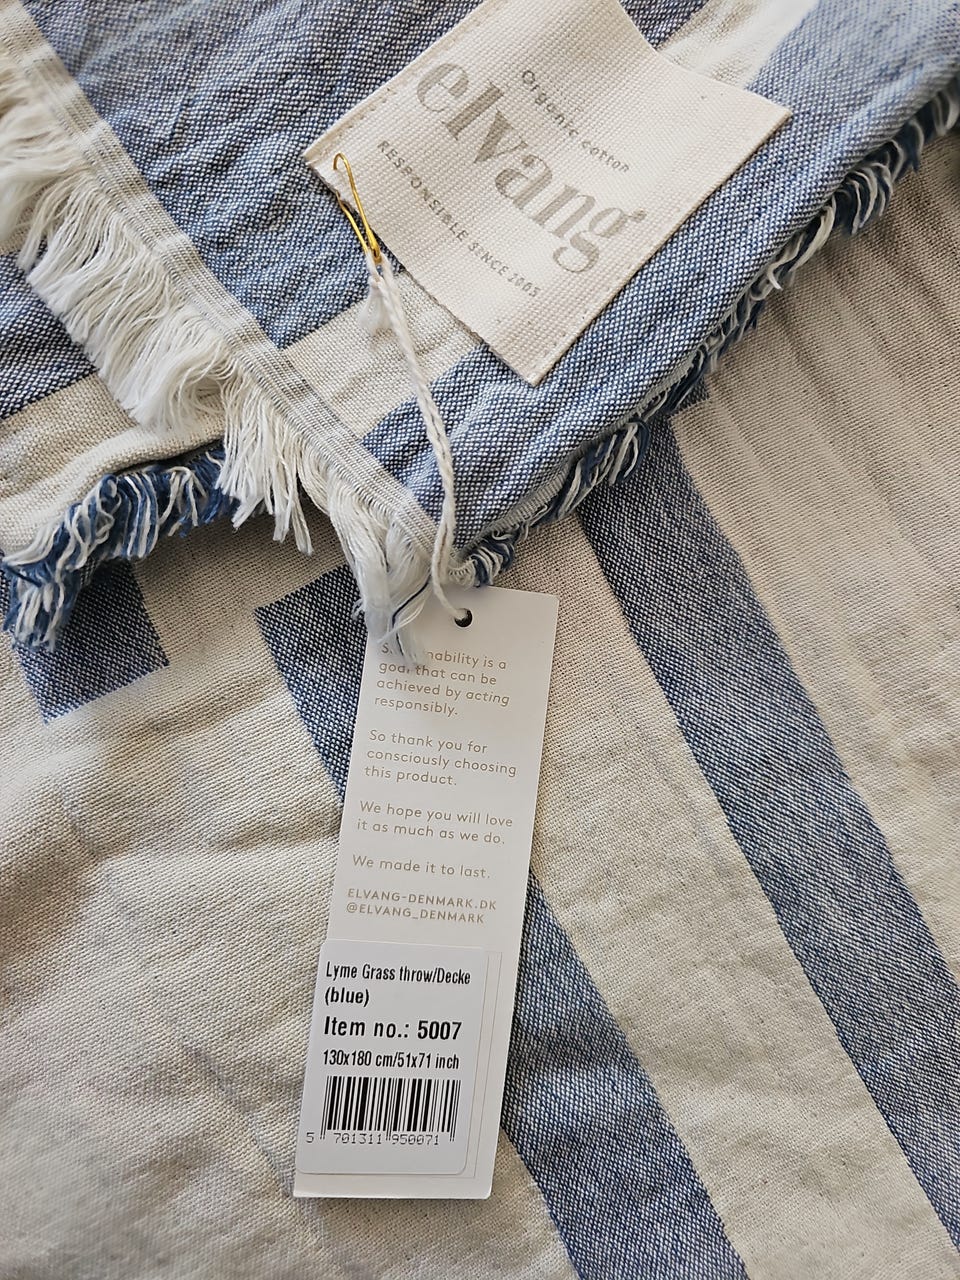 Organic cotton
elvang
RESPONSIBLE SINCE 2005
nability is a
goal that can be
achieved by acting
responsibly.
So thank you for
consciously choosing
this product.
We hope you will love
it as much as we do.
We made it to last.
ELVANG-DENMARK.DK
@ELVANG_DENMARK
Lyme Grass throw/Decke
(blue)
Item no.: 5007
130x180 cm/51x71 inch
5 701311 950071